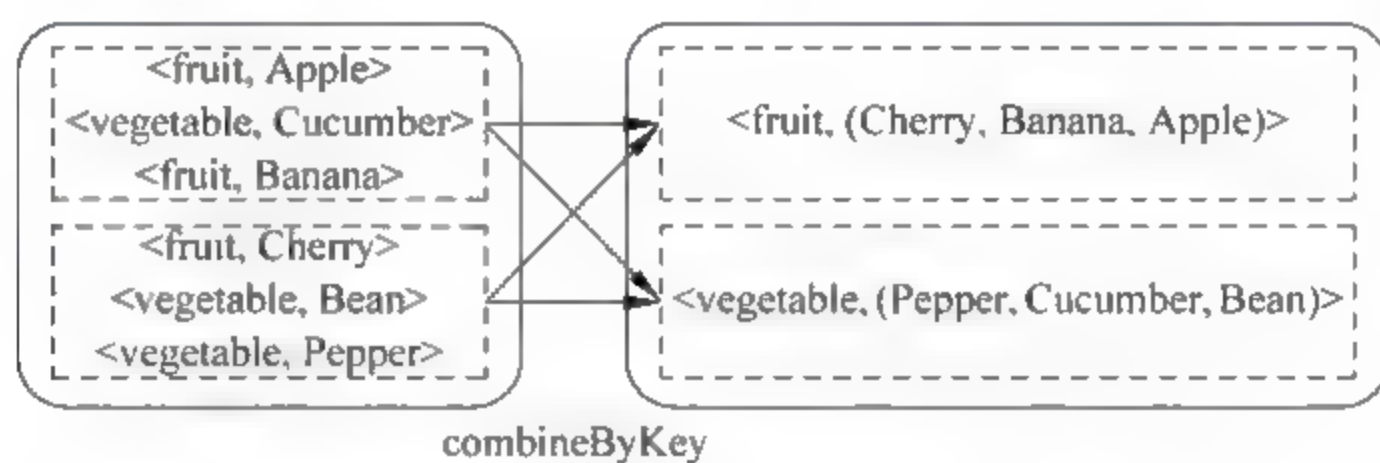 <fruit, Apple>
<vegetable, Cucumber>
<fruit, Banana>
<fruit, Cherry>
<vegetable, Bean>
<vegetable, Pepper>
<fruit, (Cherry, Banana, Apple)>
<vegetable, (Pepper, Cucumber, Bean)>
combineByKey